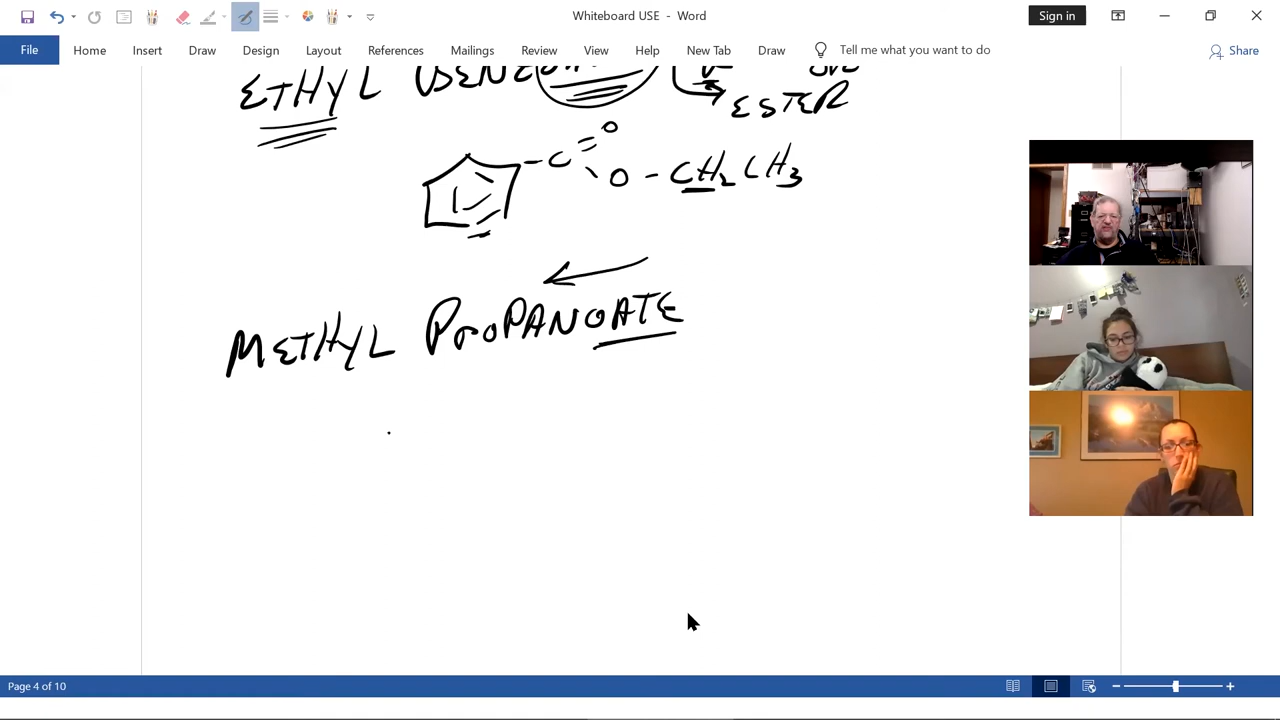 Whiteboard USE - Word
Sign in
File Home Insert Draw Design Layout References Mailings Review View Help New Tab Draw Tell me what you want to do Share
ETHYL
ESTER
C O
O - CH2CH3
METHYL PROPANOATE
Page 4 of 10